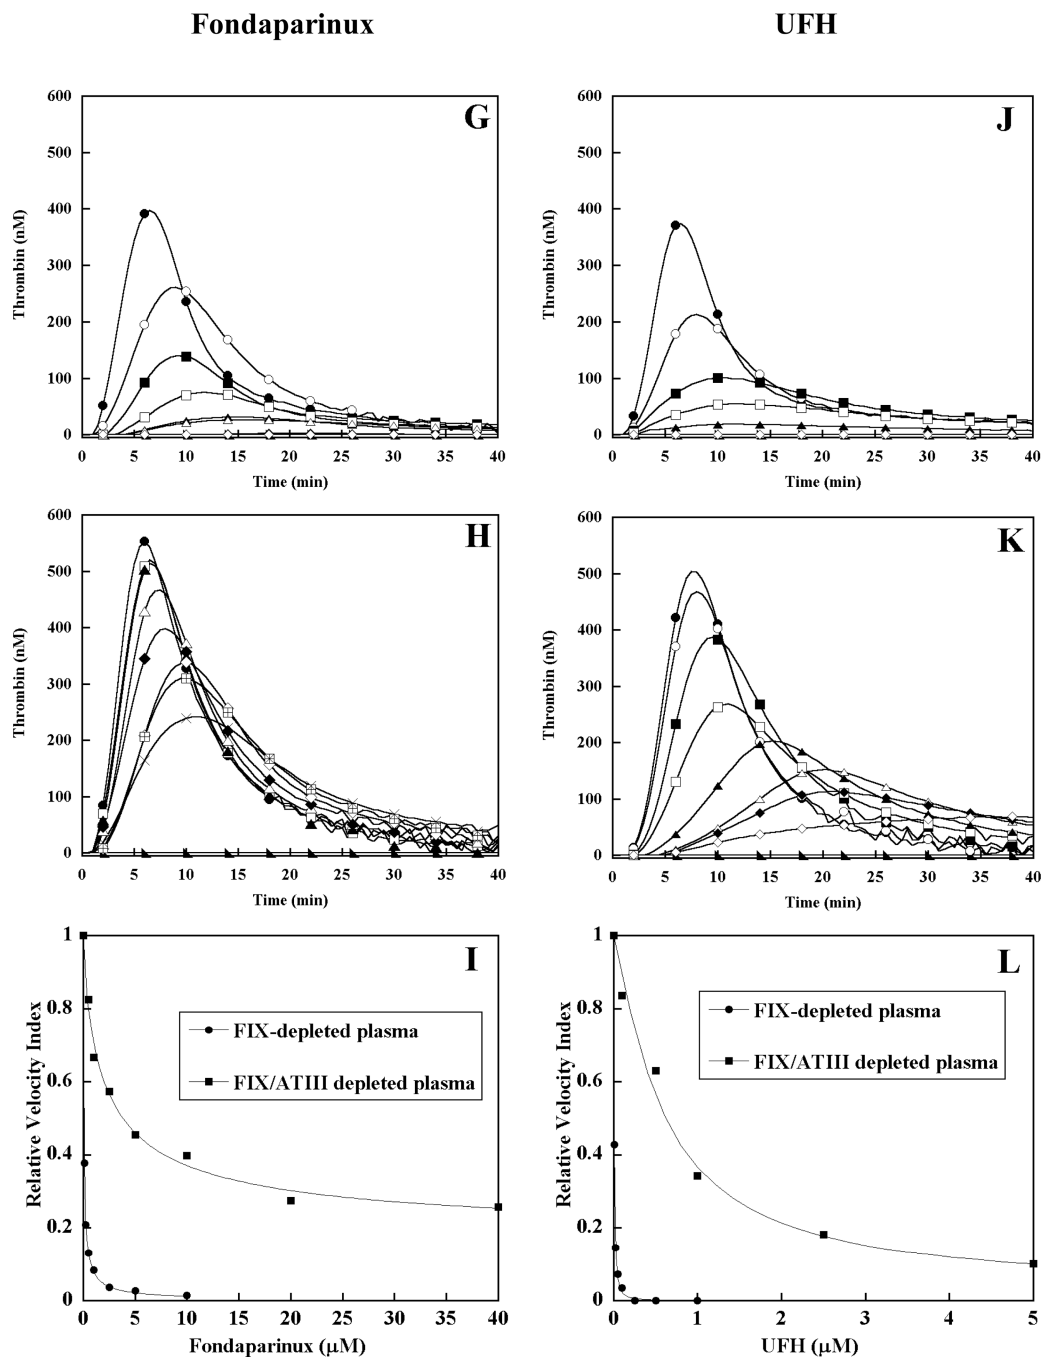 Fondaparinux
UFH
G
600
500
400
300
200
100
0
Thrombin (nM)
0 5 10 15 20 25 30 35 40
Time (min)
J
600
500
400
300
200
100
0
Thrombin (nM)
0 5 10 15 20 25 30 35 40
Time (min)
H
600
500
400
300
200
100
0
Thrombin (nM)
0 5 10 15 20 25 30 35 40
Time (min)
K
600
500
400
300
200
100
0
Thrombin (nM)
0 5 10 15 20 25 30 35 40
Time (min)
I
1
0.8
0.6
0.4
0.2
0
Relative Velocity Index
FIX-depleted plasma
FIX/ATIII depleted plasma
0 5 10 15 20 25 30 35 40
Fondaparinux (μM)
L
1
0.8
0.6
0.4
0.2
0
Relative Velocity Index
FIX-depleted plasma
FIX/ATIII depleted plasma
0 1 2 3 4 5
UFH (μM)